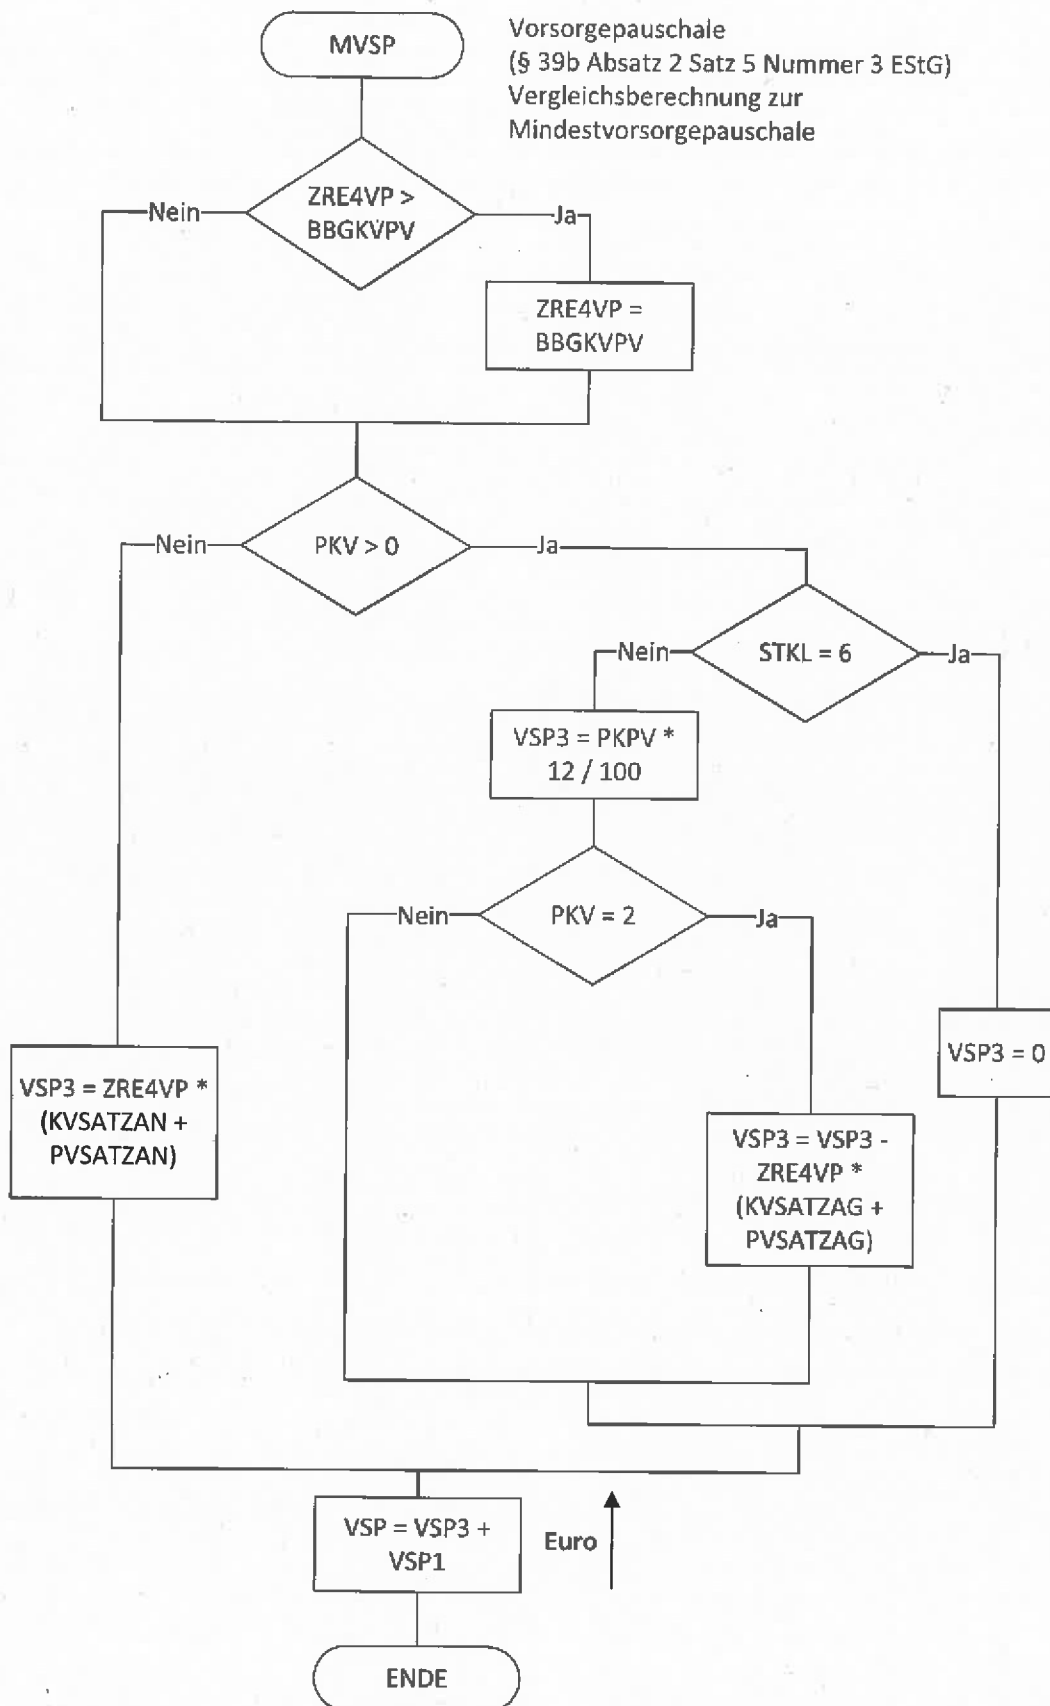 MVSP
Vorsorgepauschale
(§ 39b Absatz 2 Satz 5 Nummer 3 EStG)
Vergleichsberechnung zur
Mindestvorsorgepauschale
ZRE4VP >
BBGKVPV
Nein
Ja
ZRE4VP =
BBGKVPV
PKV > 0
Nein
Ja
STKL = 6
Nein
Ja
VSP3 = PKPV *
12 / 100
PKV = 2
Nein
Ja
VSP3 = ZRE4VP *
(KVSATZAN +
PVSATZAN)
VSP3 = 0
VSP3 = VSP3 -
ZRE4VP *
(KVSATZAG +
PVSATZAG)
VSP = VSP3 +
VSP1
Euro
ENDE